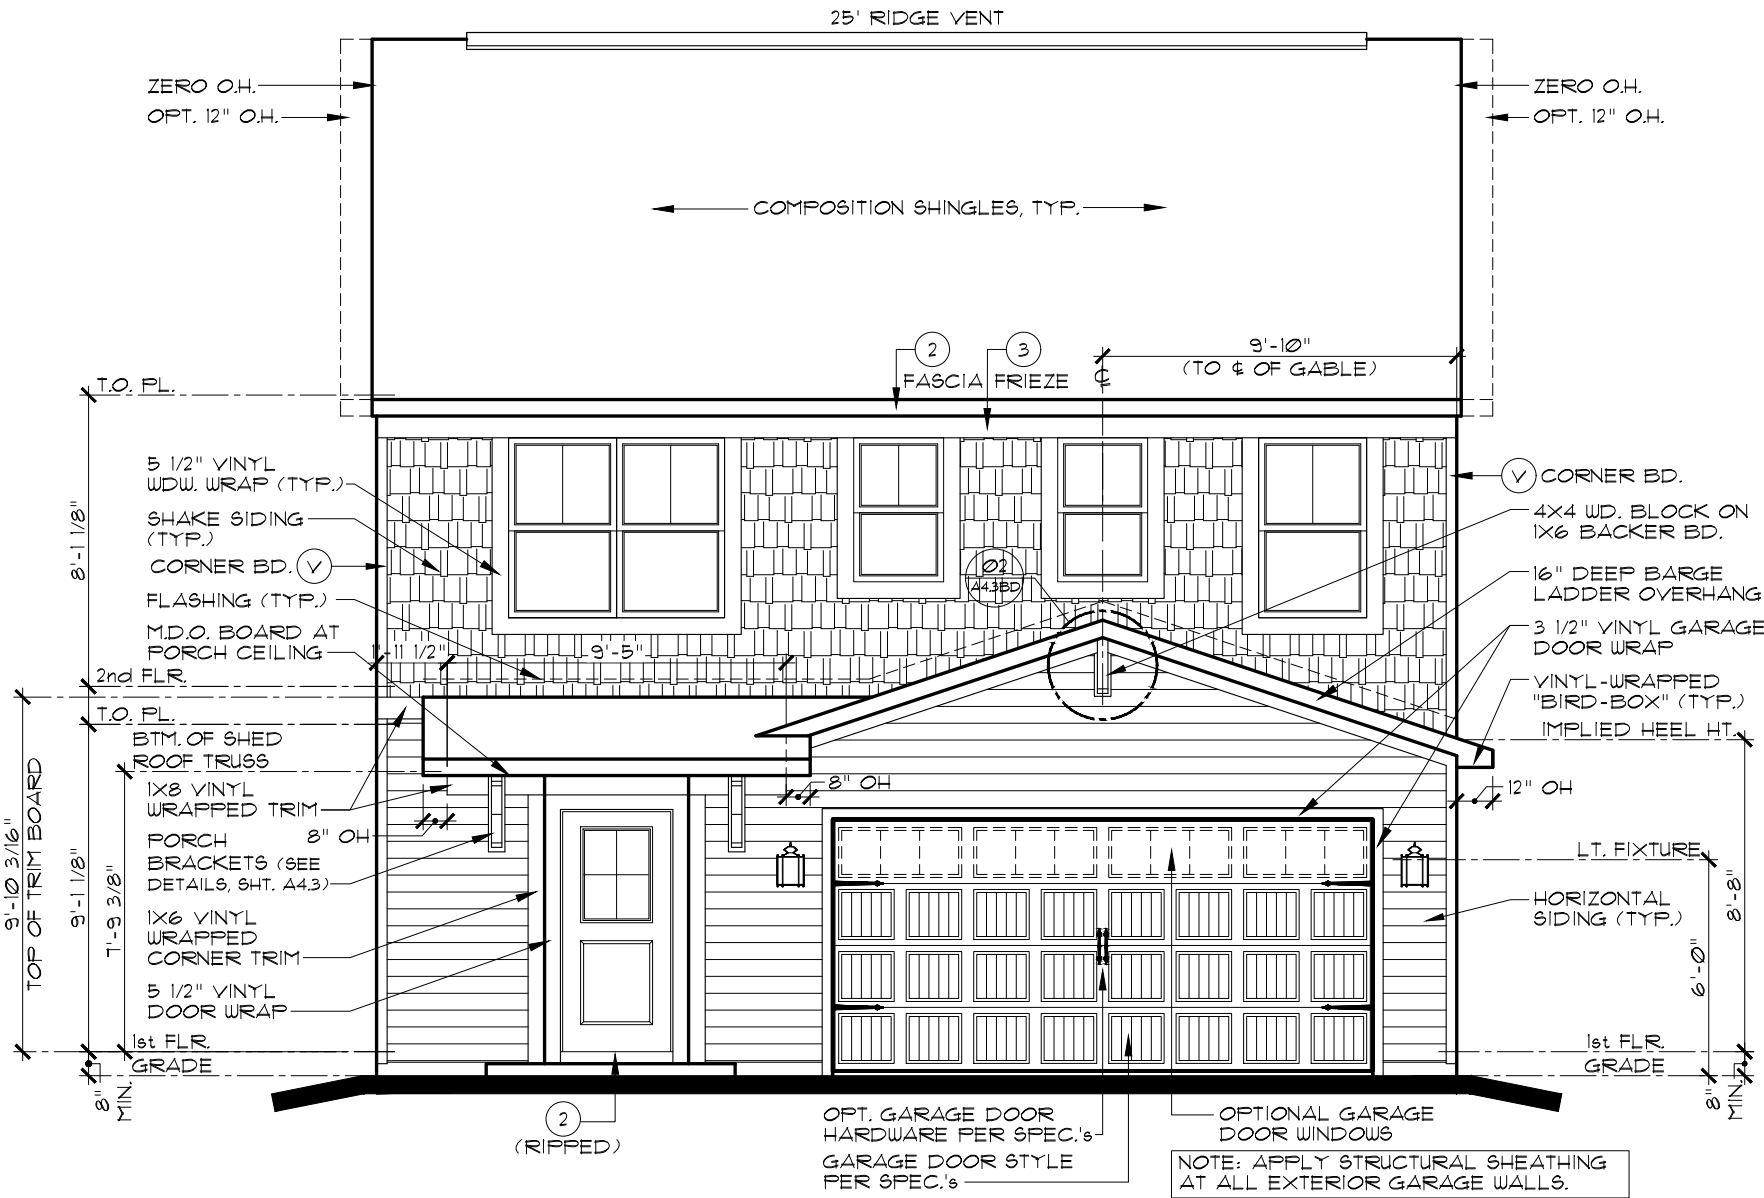 25' RIDGE VENT
ZERO O.H.
OPT. 12" O.H.
ZERO O.H.
OPT. 12" O.H.
COMPOSITION SHINGLES, TYP.
2
FASCIA
3
FRIEZE
℄
9'-10"
(TO ℄ OF GABLE)
T.O. PL.
5 1/2" VINYL
WDW. WRAP (TYP.)
SHAKE SIDING
(TYP.)
CORNER BD. V
FLASHING (TYP.)
M.D.O. BOARD AT
PORCH CEILING
1'-11 1/2"
9'-5"
8'-1 1/8"
2nd FLR.
T.O. PL.
BTM. OF SHED
ROOF TRUSS
1X8 VINYL
WRAPPED TRIM
8" OH
PORCH
BRACKETS (SEE
DETAILS, SHT. A4.3)
1X6 VINYL
WRAPPED
CORNER TRIM
5 1/2" VINYL
DOOR WRAP
1st FLR.
GRADE
9'-10 3/16"
TOP OF TRIM BOARD
9'-1 1/8"
7'-9 3/8"
8"
MIN.
02
A4.3BD
8" OH
V CORNER BD.
4X4 WD. BLOCK ON
1X6 BACKER BD.
16" DEEP BARGE
LADDER OVERHANG
3 1/2" VINYL GARAGE
DOOR WRAP
VINYL-WRAPPED
"BIRD-BOX" (TYP.)
IMPLIED HEEL HT.
12" OH
LT. FIXTURE
HORIZONTAL
SIDING (TYP.)
8'-8"
6'-0"
1st FLR.
GRADE
8"
MIN.
2
(RIPPED)
OPT. GARAGE DOOR
HARDWARE PER SPEC.'s
GARAGE DOOR STYLE
PER SPEC.'s
OPTIONAL GARAGE
DOOR WINDOWS
NOTE: APPLY STRUCTURAL SHEATHING
AT ALL EXTERIOR GARAGE WALLS.